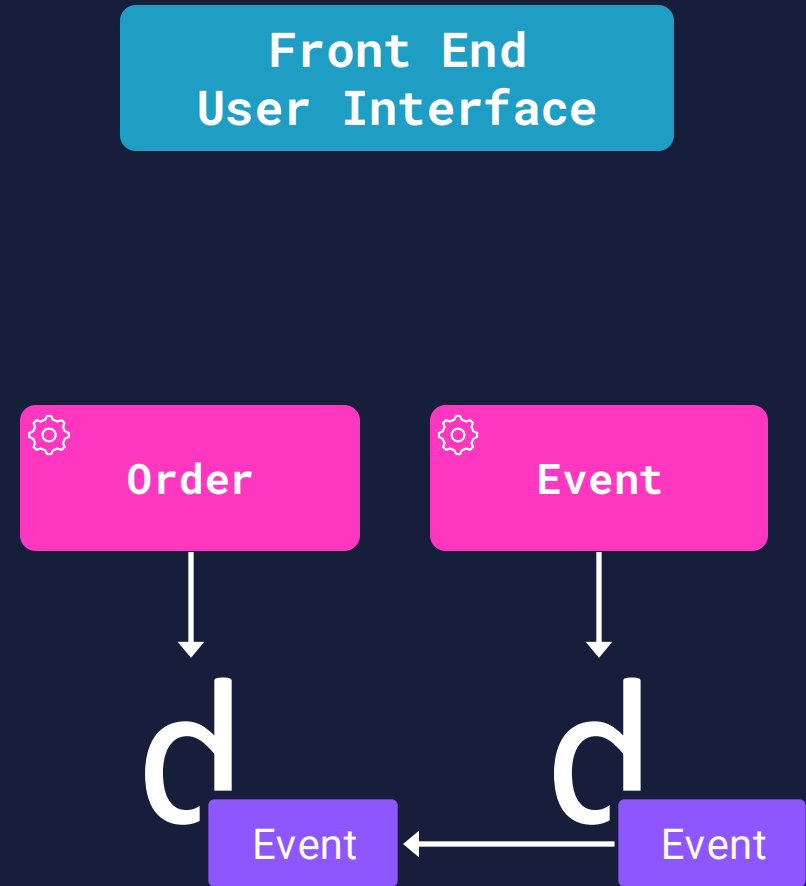 Front End
User Interface
Order
Event
d
d
Event
Event